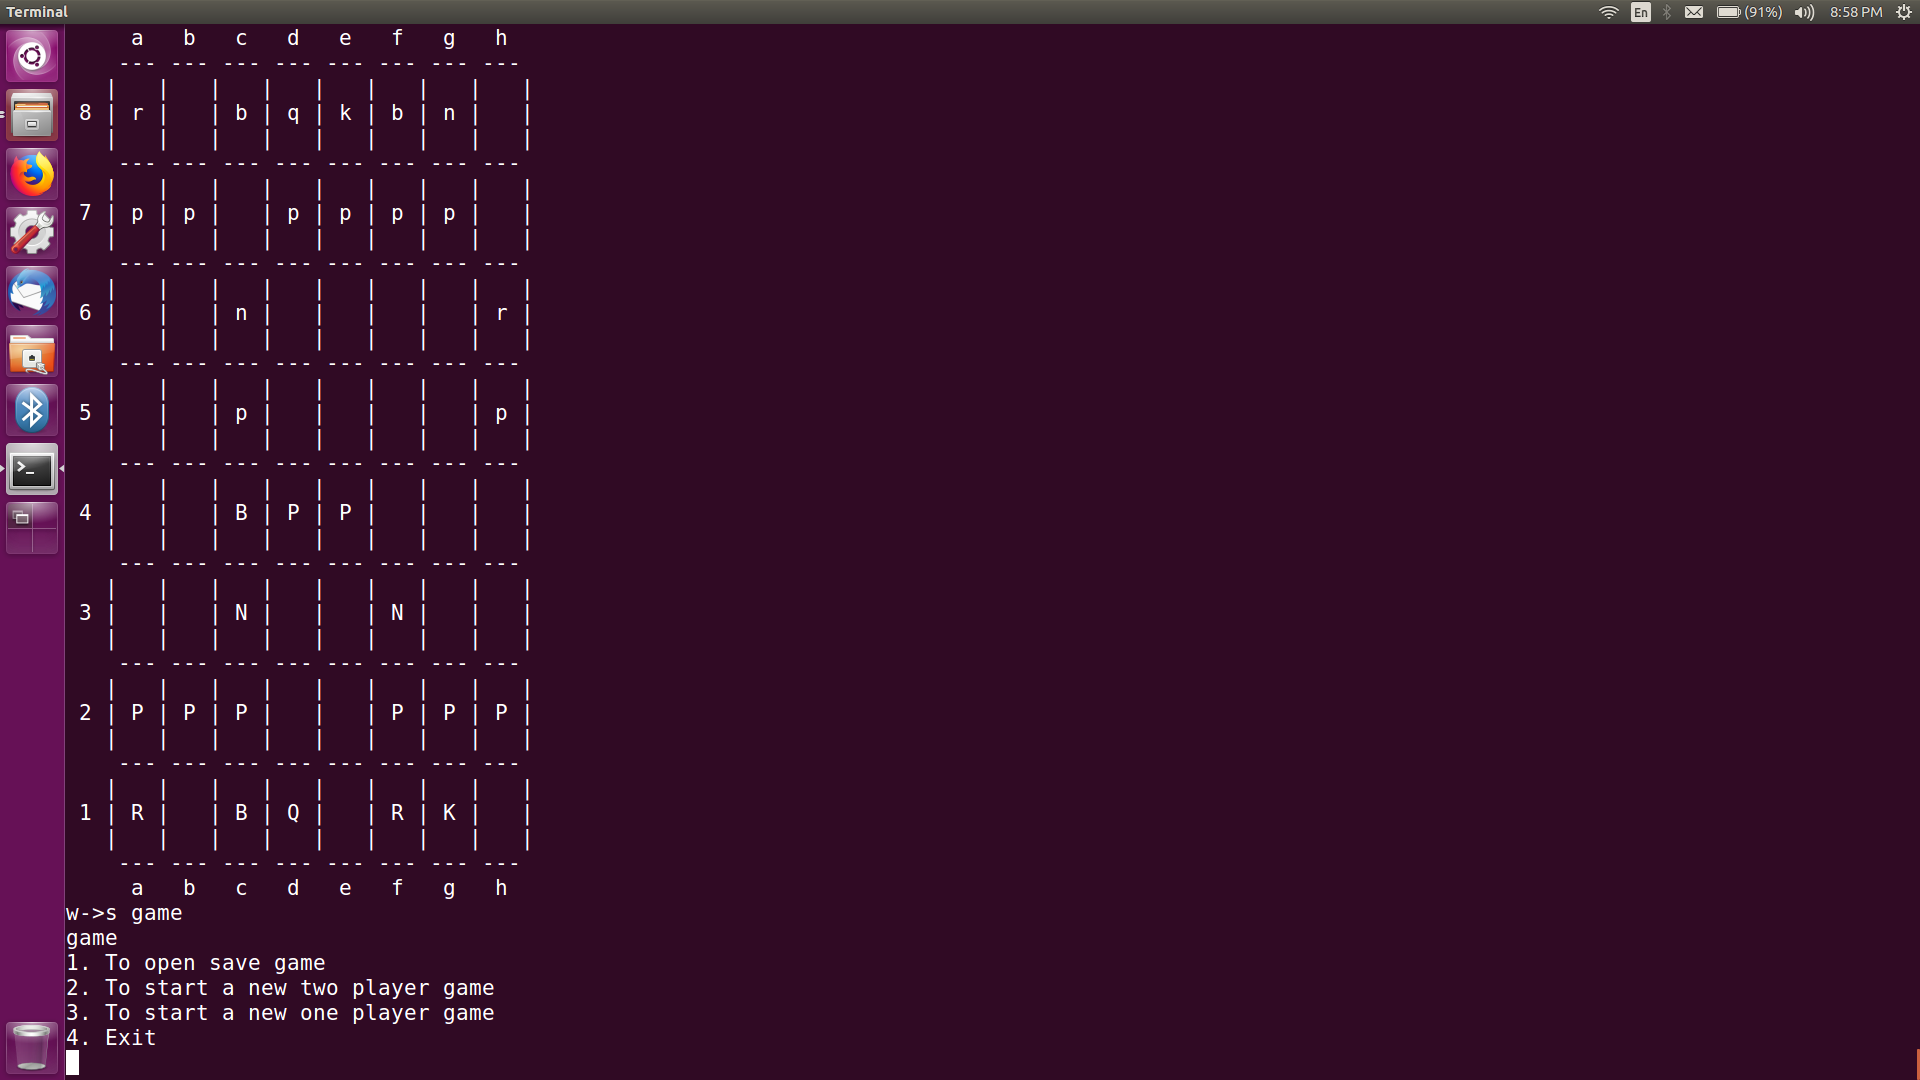 Terminal En (91%) 8:58 PM
a b c d e f g h
--- --- --- --- --- --- --- ---
| | | | | | | | |
8 | r | | b | q | k | b | n | |
| | | | | | | | |
--- --- --- --- --- --- --- ---
| | | | | | | | |
7 | p | p | | p | p | p | p | |
| | | | | | | | |
--- --- --- --- --- --- --- ---
| | | | | | | | |
6 | | | n | | | | | r |
| | | | | | | | |
--- --- --- --- --- --- --- ---
| | | | | | | | |
5 | | | p | | | | | p |
| | | | | | | | |
--- --- --- --- --- --- --- ---
| | | | | | | | |
4 | | | B | P | P | | | |
| | | | | | | | |
--- --- --- --- --- --- --- ---
| | | | | | | | |
3 | | | N | | | N | | |
| | | | | | | | |
--- --- --- --- --- --- --- ---
| | | | | | | | |
2 | P | P | P | | | P | P | P |
| | | | | | | | |
--- --- --- --- --- --- --- ---
| | | | | | | | |
1 | R | | B | Q | | R | K | |
| | | | | | | | |
--- --- --- --- --- --- --- ---
a b c d e f g h
w->s game
game
1. To open save game
2. To start a new two player game
3. To start a new one player game
4. Exit